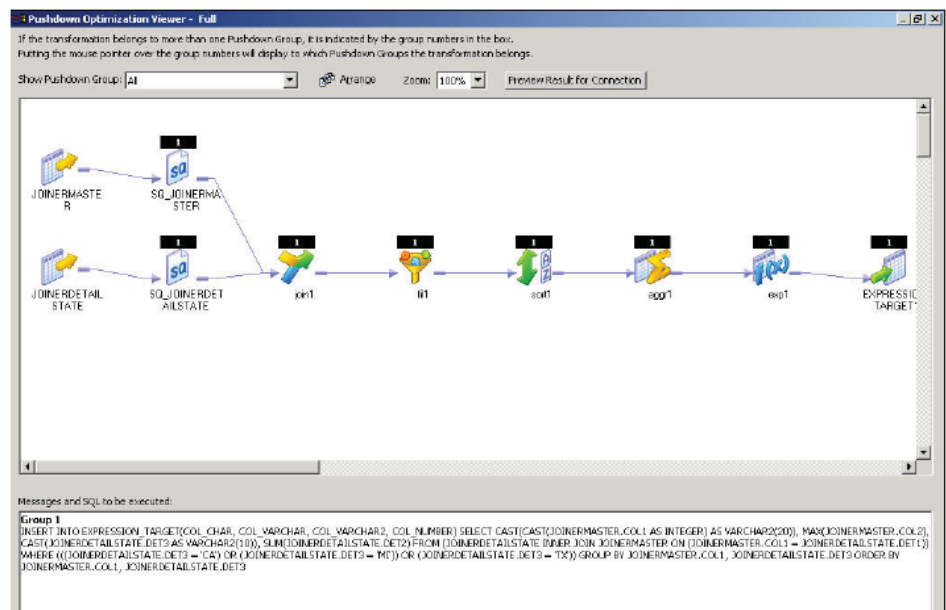 Pushdown Optimization Viewer - Full
If the transformation belongs to more than one Pushdown Group, it is indicated by the group numbers in the box.
Putting the mouse pointer over the group numbers will display to which Pushdown Groups the transformation belongs.
Show Pushdown Group: All Arrange Zoom: 100% Preview Result for Connection
1
JOINERMASTE
R
SQ_JOINERMA
STER
1 1 1 1 1 1 1
JOINERDETAIL
STATE
SQ_JOINERDET
AILSTATE
join1
fil1
sort1
aggr1
exp1
EXPRESSIO
TARGET
Messages and SQL to be executed:
Group 1
INSERT INTO EXPRESSION_TARGET(COL_CHAR, COL_VARCHAR, COL_VARCHAR2, COL_NUMBER) SELECT CAST(CAST(JOINERMASTER.COL1 AS INTEGER) AS VARCHAR2(20)), MAX(JOINERMASTER.COL2),
CAST(JOINERDETAILSTATE.DET3 AS VARCHAR2(10)), SUM(JOINERDETAILSTATE.DET2) FROM (JOINERDETAILSTATE INNER JOIN JOINERMASTER ON (JOINERMASTER.COL1 = JOINERDETAILSTATE.DET1))
WHERE (((JOINERDETAILSTATE.DET3 = 'CA') OR (JOINERDETAILSTATE.DET3 = 'MI')) OR (JOINERDETAILSTATE.DET3 = 'TX')) GROUP BY JOINERMASTER.COL1, JOINERDETAILSTATE.DET3 ORDER BY
JOINERMASTER.COL1, JOINERDETAILSTATE.DET3